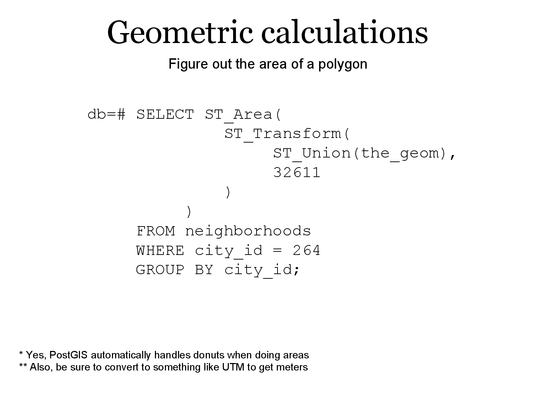 Geometric calculations
Figure out the area of a polygon
db=# SELECT ST_Area(
ST_Transform(
ST_Union(the_geom),
32611
)
)
FROM neighborhoods
WHERE city_id = 264
GROUP BY city_id;
* Yes, PostGIS automatically handles donuts when doing areas
** Also, be sure to convert to something like UTM to get meters